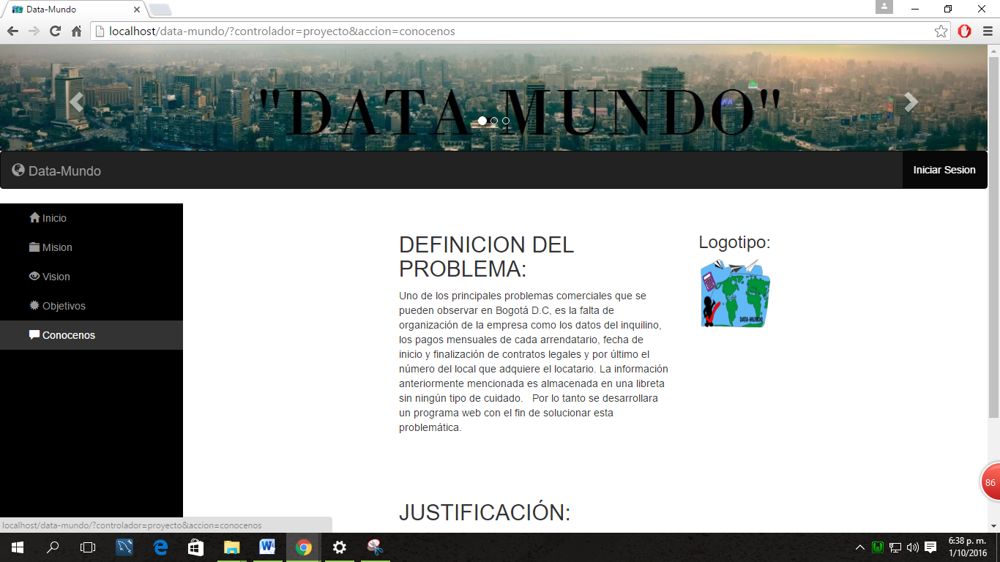 Data-Mundo
localhost/data-mundo/?controlador=proyecto&accion=conocenos
"DATA MUNDO"
Data-Mundo
Iniciar Sesion
Inicio
Mision
Vision
Objetivos
Conocenos
DEFINICION DEL
PROBLEMA:
Uno de los principales problemas comerciales que se
pueden observar en Bogotá D.C, es la falta de
organización de la empresa como los datos del inquilino,
los pagos mensuales de cada arrendatario, fecha de
inicio y finalización de contratos legales y por último el
número del local que adquiere el locatario. La información
anteriormente mencionada es almacenada en una libreta
sin ningún tipo de cuidado.   Por lo tanto se desarrollara
un programa web con el fin de solucionar esta
problemática.
Logotipo:
DATA-MUNDO
JUSTIFICACIÓN:
86
localhost/data-mundo/?controlador=proyecto&accion=conocenos
6:38 p. m.
1/10/2016